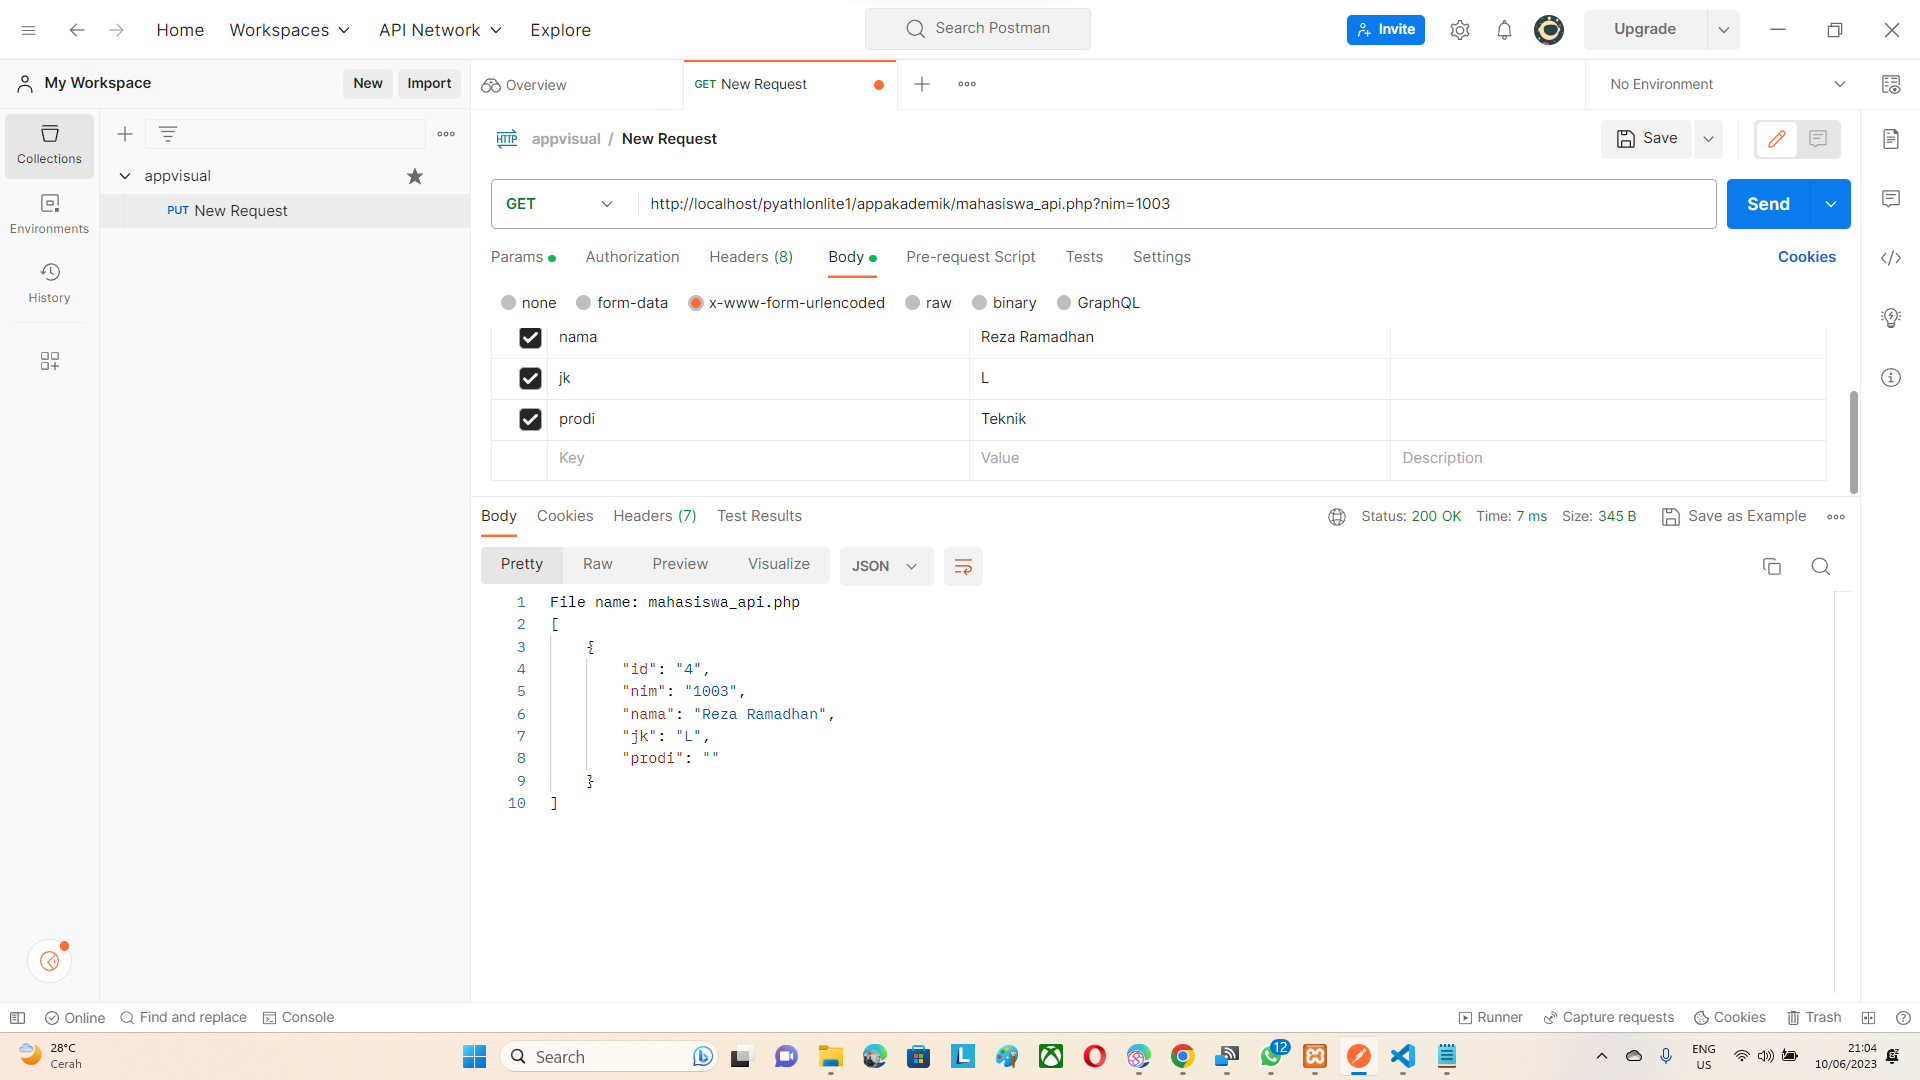 Home
Workspaces
API Network
Explore
Search Postman
Invite
Upgrade
My Workspace
New
Import
Overview
GET New Request
No Environment
Collections
Environments
History
appvisual
PUT New Request
HTTP
appvisual / New Request
Save
GET
http://localhost/pyathlonlite1/appakademik/mahasiswa_api.php?nim=1003
Send
Params
Authorization
Headers (8)
Body
Pre-request Script
Tests
Settings
Cookies
none
form-data
x-www-form-urlencoded
raw
binary
GraphQL
nama Reza Ramadhan
jk L
prodi Teknik
Key Value Description
Body
Cookies
Headers (7)
Test Results
Status: 200 OK
Time: 7 ms
Size: 345 B
Save as Example
Pretty
Raw
Preview
Visualize
JSON
1 File name: mahasiswa_api.php
2 [
3 {
4 "id": "4",
5 "nim": "1003",
6 "nama": "Reza Ramadhan",
7 "jk": "L",
8 "prodi": ""
9 }
10 ]
Online
Find and replace
Console
Runner
Capture requests
Cookies
Trash
28°C
Cerah
Search
L
12
ENG
US
21:04
10/06/2023